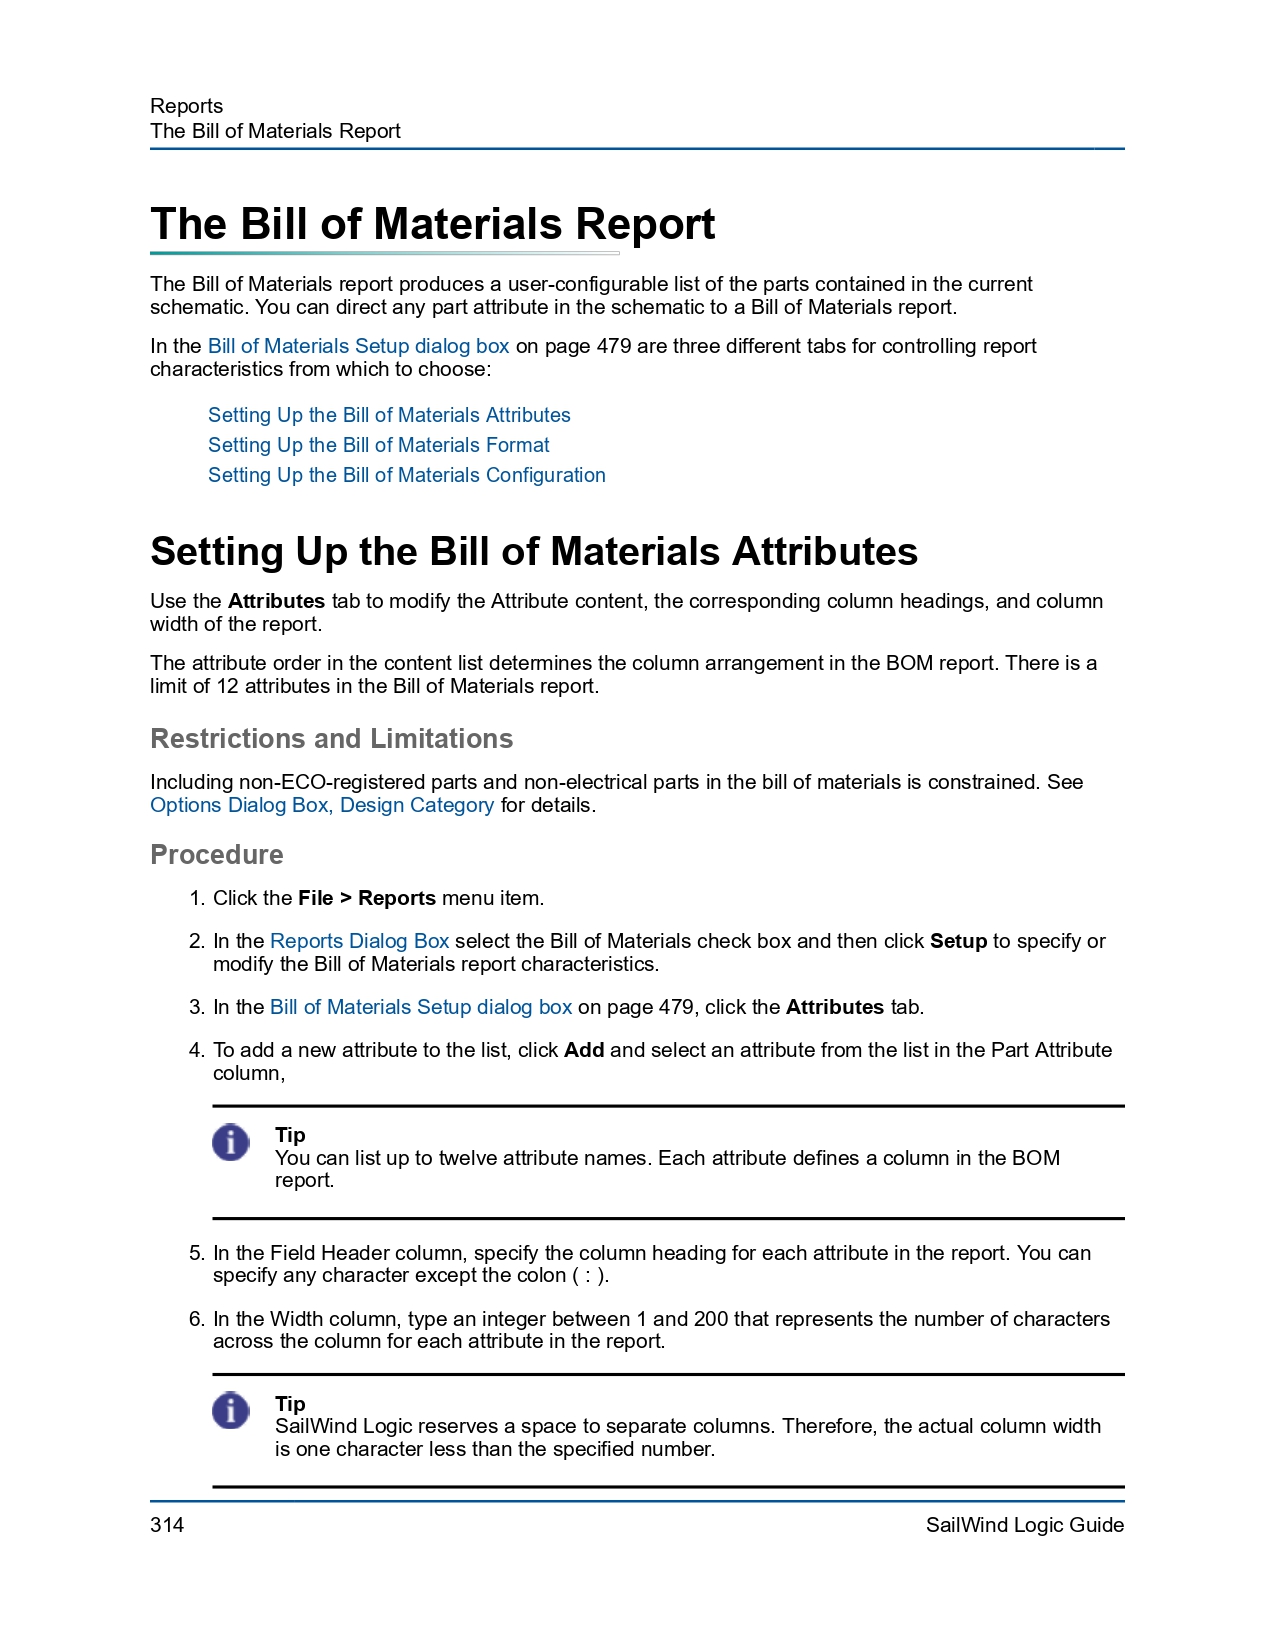 Reports
The Bill of Materials Report
The Bill of Materials Report
The Bill of Materials report produces a user-configurable list of the parts contained in the current
schematic. You can direct any part attribute in the schematic to a Bill of Materials report.
In the Bill of Materials Setup dialog box on page 479 are three different tabs for controlling report
characteristics from which to choose:
Setting Up the Bill of Materials Attributes
Setting Up the Bill of Materials Format
Setting Up the Bill of Materials Configuration
Setting Up the Bill of Materials Attributes
Use the Attributes tab to modify the Attribute content, the corresponding column headings, and column
width of the report.
The attribute order in the content list determines the column arrangement in the BOM report. There is a
limit of 12 attributes in the Bill of Materials report.
Restrictions and Limitations
Including non-ECO-registered parts and non-electrical parts in the bill of materials is constrained. See
Options Dialog Box, Design Category for details.
Procedure
1. Click the File > Reports menu item.
2. In the Reports Dialog Box select the Bill of Materials check box and then click Setup to specify or
modify the Bill of Materials report characteristics.
3. In the Bill of Materials Setup dialog box on page 479, click the Attributes tab.
4. To add a new attribute to the list, click Add and select an attribute from the list in the Part Attribute
column,
Tip
You can list up to twelve attribute names. Each attribute defines a column in the BOM
report.
5. In the Field Header column, specify the column heading for each attribute in the report. You can
specify any character except the colon ( : ).
6. In the Width column, type an integer between 1 and 200 that represents the number of characters
across the column for each attribute in the report.
Tip
SailWind Logic reserves a space to separate columns. Therefore, the actual column width
is one character less than the specified number.
314 SailWind Logic Guide